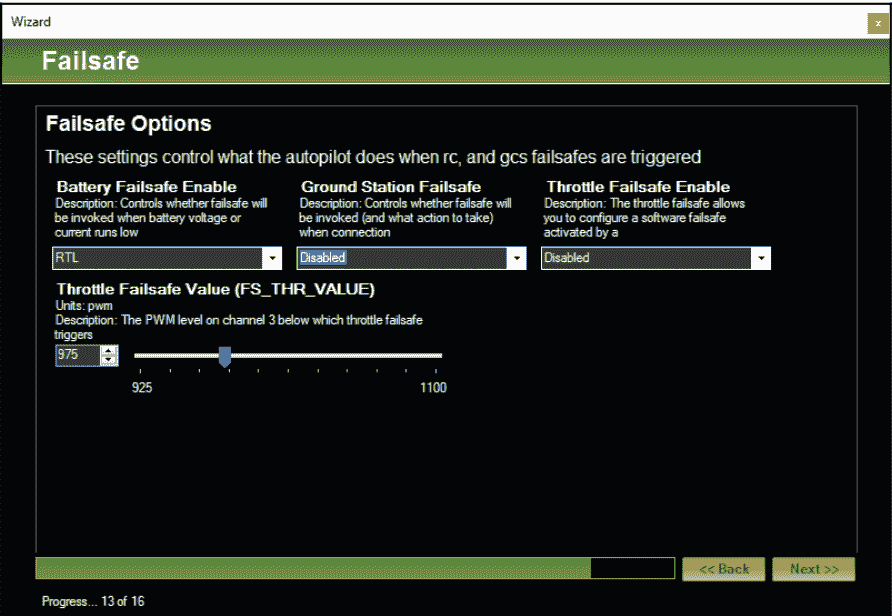 Wizard
x
Failsafe
Failsafe Options
These settings control what the autopilot does when rc, and gcs failsafes are triggered
Battery Failsafe Enable
Description: Controls whether failsafe will
be invoked when battery voltage or
current runs low
RTL
Ground Station Failsafe
Description: Controls whether failsafe will
be invoked (and what action to take)
when connection
Disabled
Throttle Failsafe Enable
Description: The throttle failsafe allows
you to configure a software failsafe
activated by a
Disabled
Throttle Failsafe Value (FS_THR_VALUE)
Units: pwm
Description: The PWM level on channel 3 below which throttle failsafe
triggers
975
925 1100
<< Back Next >>
Progress... 13 of 16